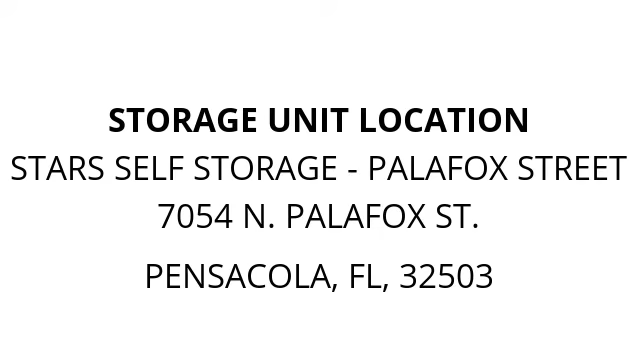 STORAGE UNIT LOCATION
STARS SELF STORAGE - PALAFOX STREET
7054 N. PALAFOX ST.
PENSACOLA, FL, 32503